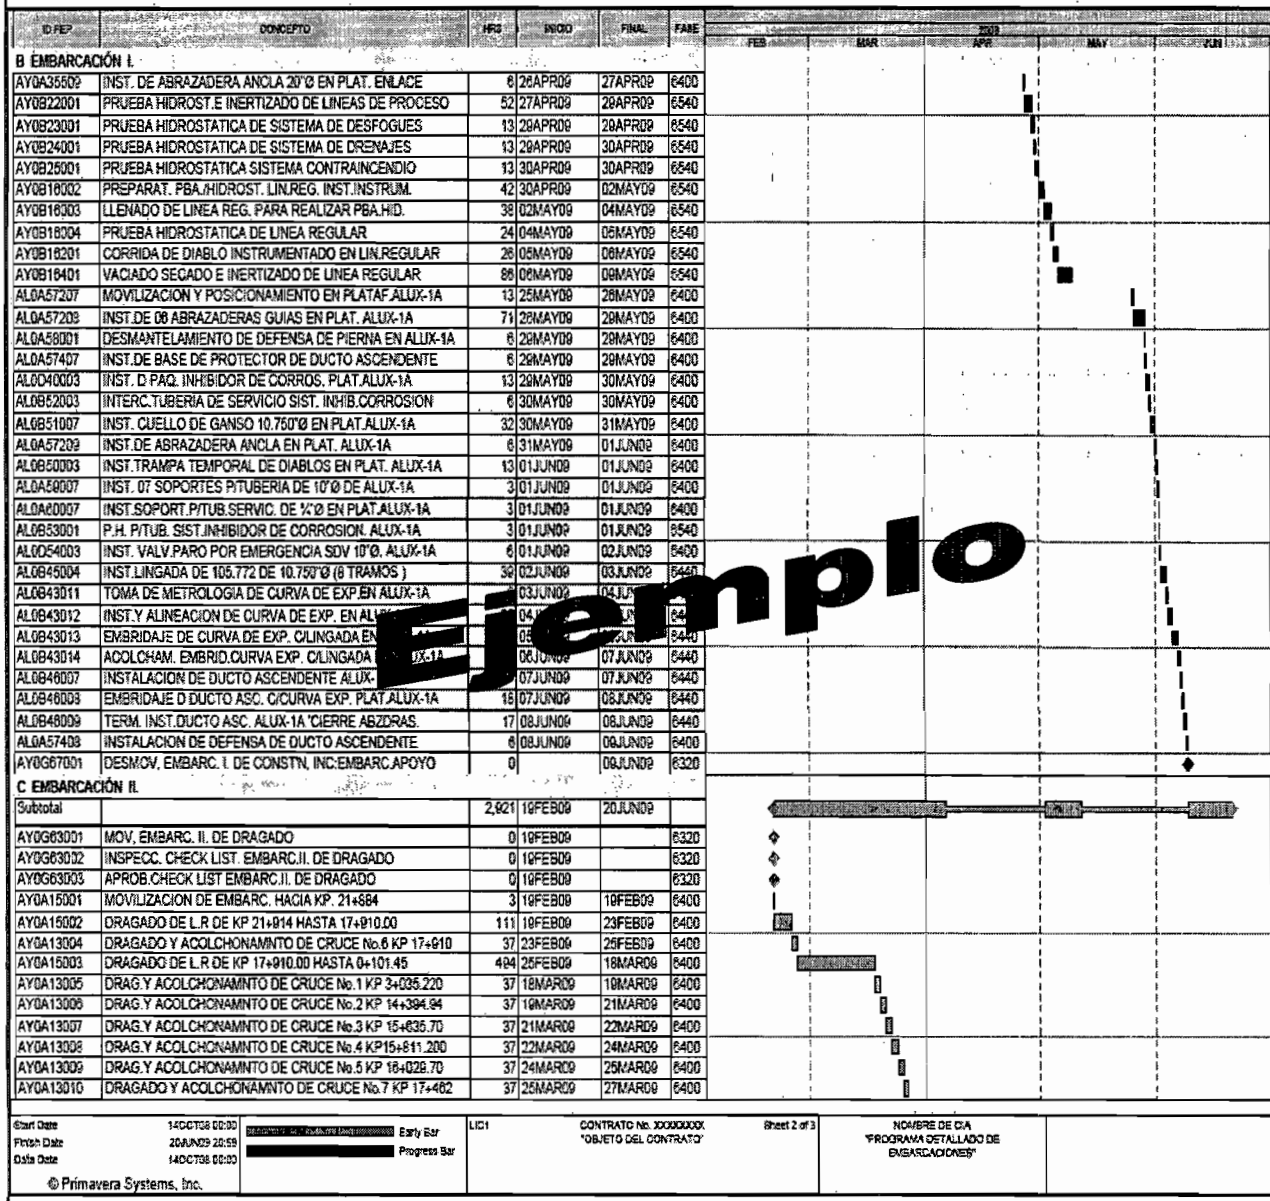 ID.FEP CONCEPTO HRS INICIO FINAL FASE 2009
FEB MAR APR MAY JUN
B EMBARCACIÓN I.
AY0A35509 INST. DE ABRAZADERA ANCLA 20"Ø EN PLAT. ENLACE 6 26APR09 27APR09 6400
AY0B22001 PRUEBA HIDROST.E INERTIZADO DE LINEAS DE PROCESO 52 27APR09 29APR09 6540
AY0B23001 PRUEBA HIDROSTATICA DE SISTEMA DE DESFOGUES 13 29APR09 29APR09 6540
AY0B24001 PRUEBA HIDROSTATICA DE SISTEMA DE DRENAJES 13 29APR09 30APR09 6540
AY0B25001 PRUEBA HIDROSTATICA SISTEMA CONTRAINCENDIO 13 30APR09 30APR09 6540
AY0B16002 PREPARAT. PBA./HIDROST. LIN.REG. INST.INSTRUM. 42 30APR09 02MAY09 6540
AY0B16003 LLENADO DE LINEA REG. PARA REALIZAR PBA.HID. 38 02MAY09 04MAY09 6540
AY0B16004 PRUEBA HIDROSTATICA DE LINEA REGULAR 24 04MAY09 05MAY09 6540
AY0B16201 CORRIDA DE DIABLO INSTRUMENTADO EN LIN.REGULAR 26 05MAY09 06MAY09 6540
AY0B16401 VACIADO SECADO E INERTIZADO DE LINEA REGULAR 86 06MAY09 09MAY09 6540
AL0A57207 MOVILIZACION Y POSICIONAMIENTO EN PLATAF.ALUX-1A 13 25MAY09 26MAY09 6400
AL0A57208 INST.DE 06 ABRAZADERAS GUIAS EN PLAT. ALUX-1A 71 26MAY09 29MAY09 6400
AL0A58001 DESMANTELAMIENTO DE DEFENSA DE PIERNA EN ALUX-1A 6 29MAY09 29MAY09 6400
AL0A57407 INST.DE BASE DE PROTECTOR DE DUCTO ASCENDENTE 6 29MAY09 29MAY09 6400
AL0D40003 INST. D PAQ. INHIBIDOR DE CORROS. PLAT.ALUX-1A 13 29MAY09 30MAY09 6400
AL0B52003 INTERC.TUBERIA DE SERVICIO SIST. INHIB.CORROSION 6 30MAY09 30MAY09 6400
AL0B51007 INST. CUELLO DE GANSO 10.750"Ø EN PLAT.ALUX-1A 32 30MAY09 31MAY09 6400
AL0A57209 INST.DE ABRAZADERA ANCLA EN PLAT. ALUX-1A 6 31MAY09 01JUN09 6400
AL0B50003 INST.TRAMPA TEMPORAL DE DIABLOS EN PLAT. ALUX-1A 13 01JUN09 01JUN09 6400
AL0A59007 INST. 07 SOPORTES P/TUBERIA DE 10"Ø DE ALUX-1A 3 01JUN09 01JUN09 6400
AL0A60007 INST.SOPORT.P/TUB.SERVIC. DE ¾"Ø EN PLAT.ALUX-1A 3 01JUN09 01JUN09 6400
AL0B53001 P.H. P/TUB. SIST.INHIBIDOR DE CORROSION. ALUX-1A 3 01JUN09 01JUN09 6540
AL0D54003 INST. VALV.PARO POR EMERGENCIA SDV 10"Ø. ALUX-1A 6 01JUN09 02JUN09 6400
AL0B45004 INST.LINGADA DE 105.772 DE 10.750"Ø (8 TRAMOS ) 39 02JUN09 03JUN09 6440
AL0B43011 TOMA DE METROLOGIA DE CURVA DE EXP.EN ALUX-1A 03JUN09
AL0B43012 INST.Y ALINEACION DE CURVA DE EXP. EN
AL0B43013 EMBRIDAJE DE CURVA DE EXP. C/LINGADA EN 6440
AL0B43014 ACOLCHAM. EMBRID.CURVA EXP. C/LINGADA 06JUN09 07JUN09 6440
AL0B46007 INSTALACION DE DUCTO ASCENDENTE ALUX- 07JUN09 07JUN09 6440
AL0B46008 EMBRIDAJE D DUCTO ASC. C/CURVA EXP. PLAT.ALUX-1A 15 07JUN09 08JUN09 6440
AL0B46009 TERM. INST.DUCTO ASC. ALUX-1A "CIERRE ABZDRAS. 17 08JUN09 08JUN09 6440
AL0A57408 INSTALACION DE DEFENSA DE DUCTO ASCENDENTE 6 08JUN09 09JUN09 6400
AY0G67001 DESMOV, EMBARC. I. DE CONSTN, INC:EMBARC.APOYO 0 09JUN09 6320
Ejemplo
C EMBARCACIÓN II.
Subtotal 2,921 19FEB09 20JUN09
AY0G63001 MOV, EMBARC. II. DE DRAGADO 0 19FEB09 6320
AY0G63002 INSPECC. CHECK LIST. EMBARC.II. DE DRAGADO 0 19FEB09 6320
AY0G63003 APROB.CHECK LIST EMBARC.II. DE DRAGADO 0 19FEB09 6320
AY0A15001 MOVILIZACION DE EMBARC. HACIA KP. 21+884 3 19FEB09 19FEB09 6400
AY0A15002 DRAGADO DE L.R DE KP 21+914 HASTA 17+910.00 111 19FEB09 23FEB09 6400
AY0A13004 DRAGADO Y ACOLCHONAMNTO DE CRUCE No.6 KP 17+910 37 23FEB09 25FEB09 6400
AY0A15003 DRAGADO DE L.R DE KP 17+910.00 HASTA 0+101.45 494 25FEB09 18MAR09 6400
AY0A13005 DRAG.Y ACOLCHONAMNTO DE CRUCE No.1 KP 3+035.220 37 18MAR09 19MAR09 6400
AY0A13006 DRAG.Y ACOLCHONAMNTO DE CRUCE No.2 KP 14+394.94 37 19MAR09 21MAR09 6400
AY0A13007 DRAG.Y ACOLCHONAMNTO DE CRUCE No.3 KP 15+635.70 37 21MAR09 22MAR09 6400
AY0A13008 DRAG.Y ACOLCHONAMNTO DE CRUCE No.4 KP15+811.200 37 22MAR09 24MAR09 6400
AY0A13009 DRAG.Y ACOLCHONAMNTO DE CRUCE No.5 KP 16+029.70 37 24MAR09 25MAR09 6400
AY0A13010 DRAGADO Y ACOLCHONAMNTO DE CRUCE No.7 KP 17+462 37 25MAR09 27MAR09 6400
Start Date 14OCT08 00:00
Finish Date 20JUN09 20:59
Data Date 14OCT08 00:00
© Primavera Systems, Inc.
Early Bar
Progress Bar
LIC1
CONTRATO No. XXXXXXXX
"OBJETO DEL CONTRATO"
Sheet 2 of 3
NOMBRE DE CIA
"PROGRAMA DETALLADO DE
EMBARCACIONES"